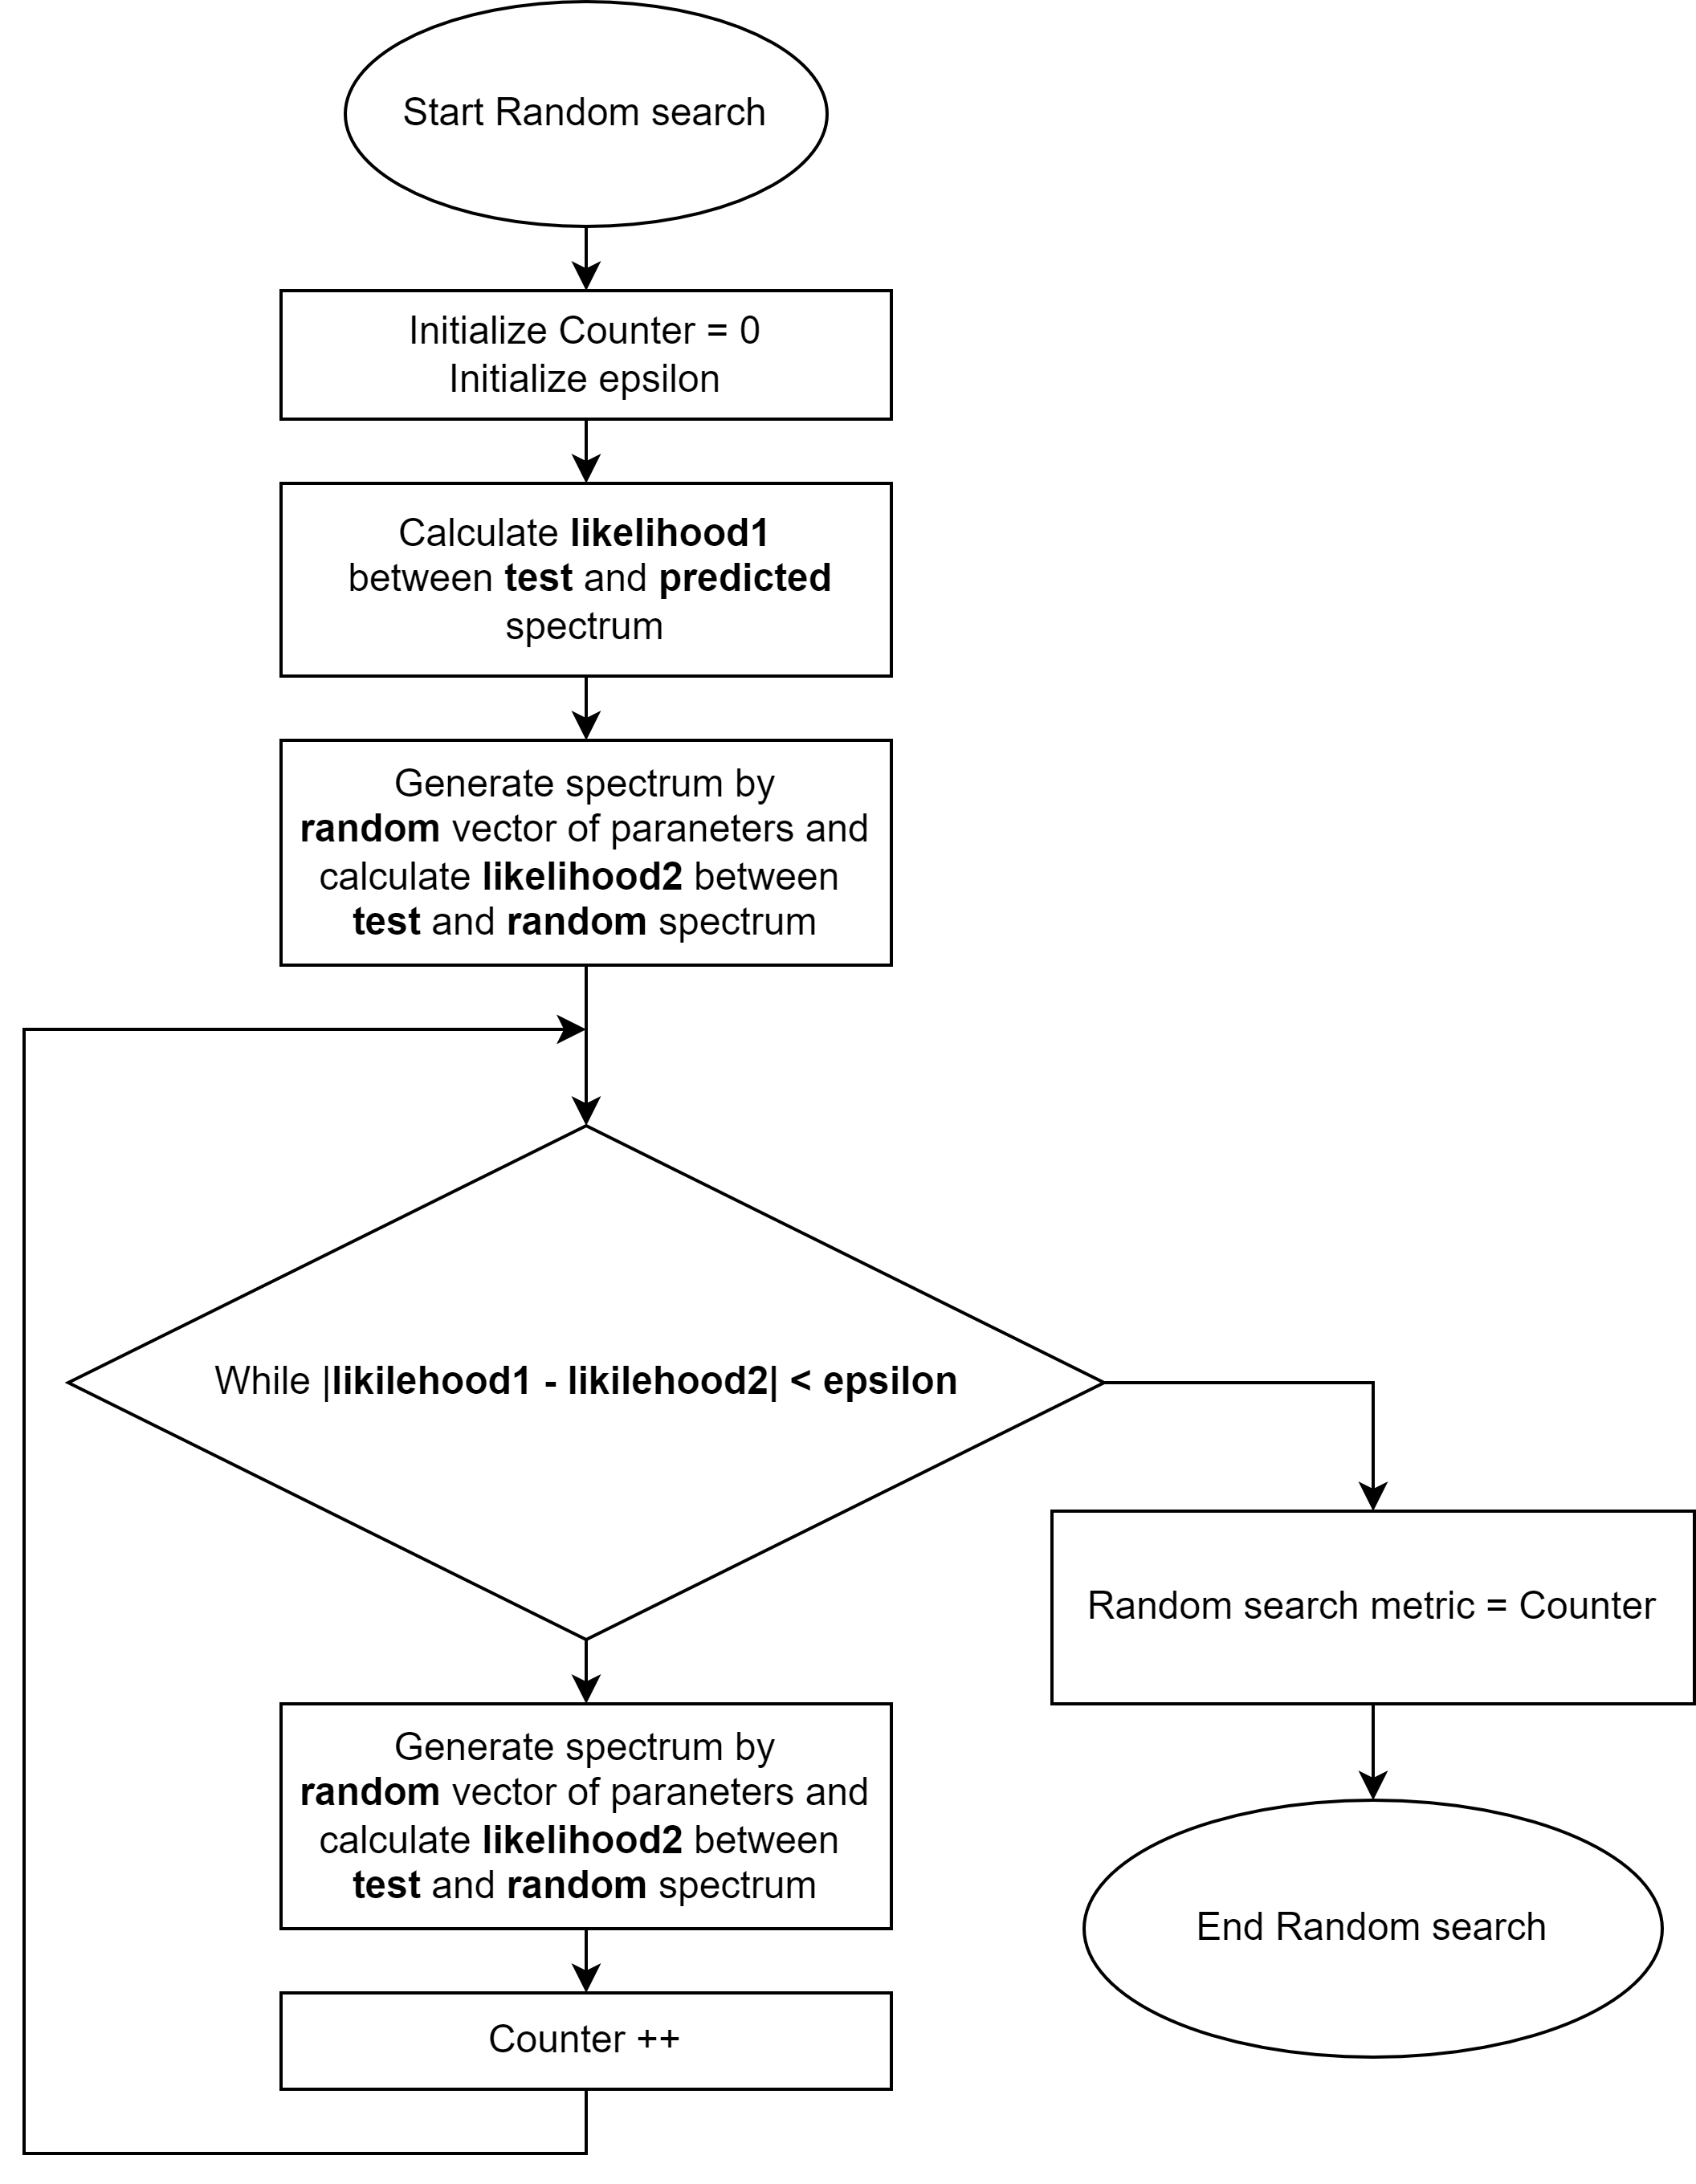 Start Random search
Initialize Counter = 0
Initialize epsilon
Calculate likelihood1
between test and predicted
spectrum
Generate spectrum by
random vector of paraneters and
calculate likelihood2 between
test and random spectrum
While |likilehood1 - likilehood2| < epsilon
Random search metric = Counter
Generate spectrum by
random vector of paraneters and
calculate likelihood2 between
test and random spectrum
End Random search
Counter ++